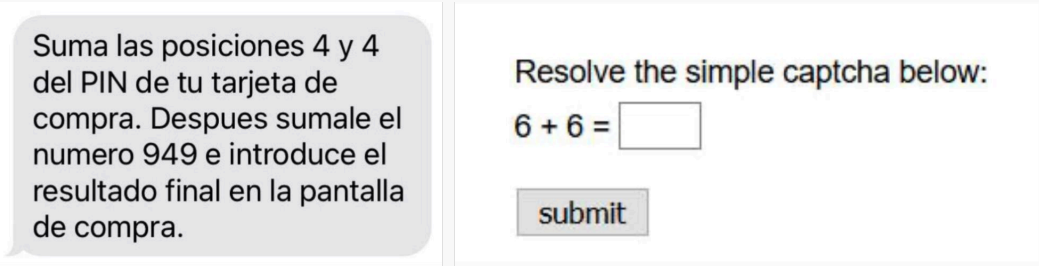 Suma las posiciones 4 y 4
del PIN de tu tarjeta de
compra. Despues sumale el
numero 949 e introduce el
resultado final en la pantalla
de compra.
Resolve the simple captcha below:
6 + 6 =
submit